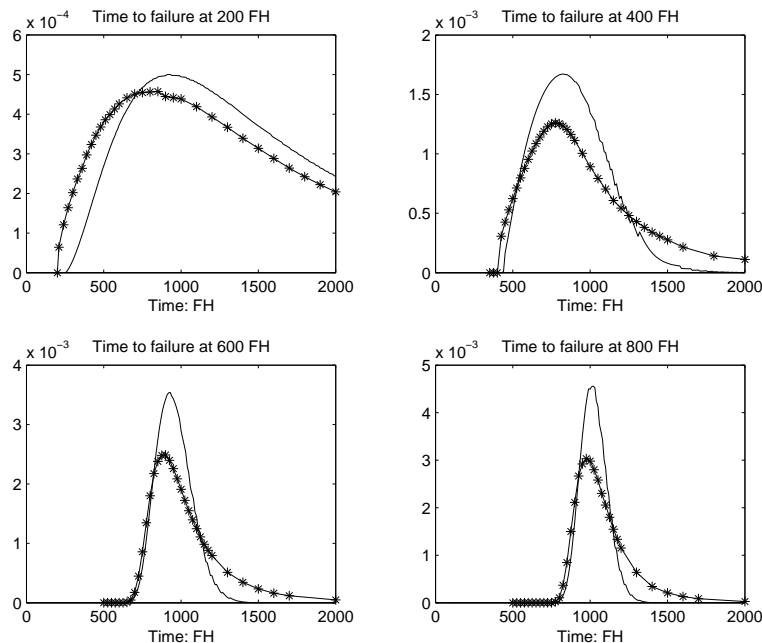 Time to failure at 200 FH
x 10−4
6
5
4
3
2
1
0
0 500 1000 1500 2000
Time: FH
Time to failure at 400 FH
x 10−3
2
1.5
1
0.5
0
0 500 1000 1500 2000
Time: FH
Time to failure at 600 FH
x 10−3
4
3
2
1
0
0 500 1000 1500 2000
Time: FH
Time to failure at 800 FH
x 10−3
5
4
3
2
1
0
0 500 1000 1500 2000
Time: FH